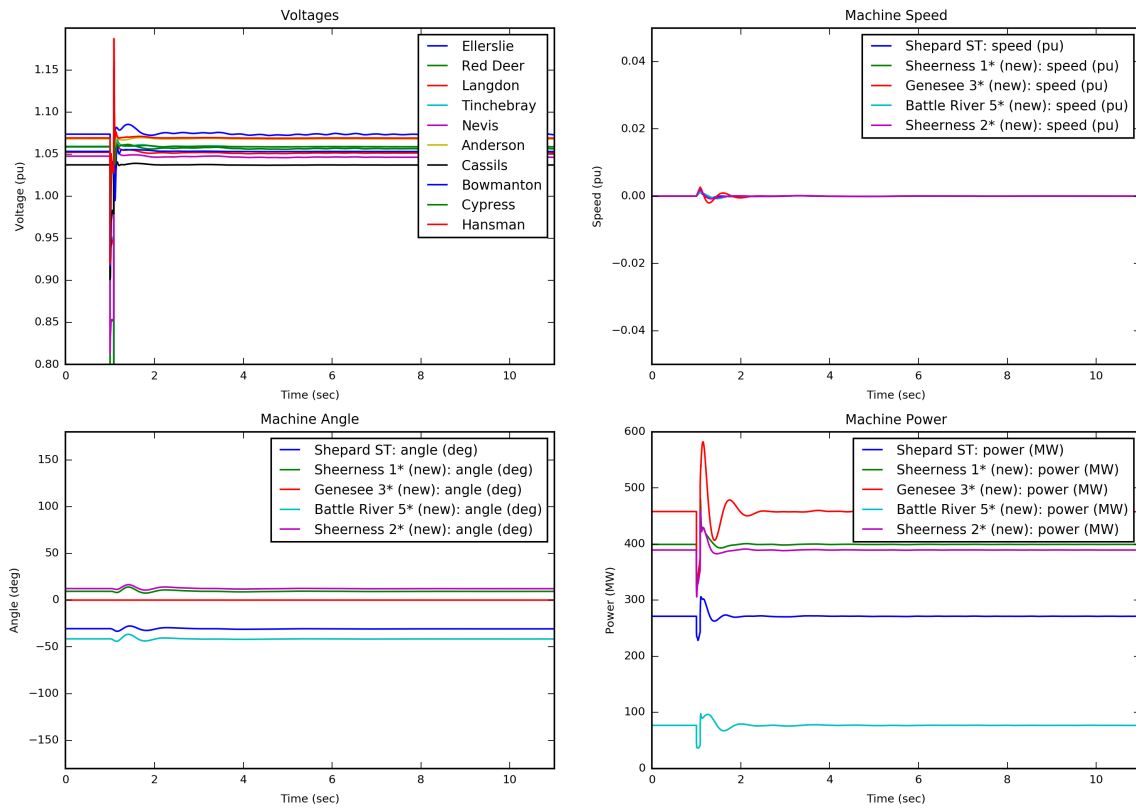 Voltages
1.15
1.10
1.05
1.00
0.95
0.90
0.85
0.80
Voltage (pu)
0
2
4
6
8
10
Time (sec)
Ellerslie
Red Deer
Langdon
Tinchebray
Nevis
Anderson
Cassils
Bowmanton
Cypress
Hansman
Machine Speed
0.04
0.02
0.00
−0.02
−0.04
Speed (pu)
0
2
4
6
8
10
Time (sec)
Shepard ST: speed (pu)
Sheerness 1* (new): speed (pu)
Genesee 3* (new): speed (pu)
Battle River 5* (new): speed (pu)
Sheerness 2* (new): speed (pu)
Machine Angle
150
100
50
0
−50
−100
−150
Angle (deg)
0
2
4
6
8
10
Time (sec)
Shepard ST: angle (deg)
Sheerness 1* (new): angle (deg)
Genesee 3* (new): angle (deg)
Battle River 5* (new): angle (deg)
Sheerness 2* (new): angle (deg)
Machine Power
600
500
400
300
200
100
0
Power (MW)
0
2
4
6
8
10
Time (sec)
Shepard ST: power (MW)
Sheerness 1* (new): power (MW)
Genesee 3* (new): power (MW)
Battle River 5* (new): power (MW)
Sheerness 2* (new): power (MW)